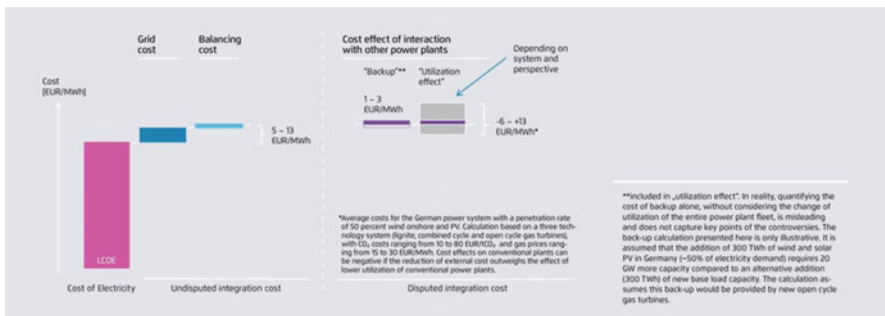 Grid
cost
Balancing
cost
Cost effect of interaction
with other power plants
Depending on
system and
perspective
"Backup"**
"Utilization
effect"
Cost
[EUR/MWh]
1 – 3
EUR/MWh
5 – 13
EUR/MWh
-6 – +13
EUR/MWh*
LCOE
*Average costs for the German power system with a penetration rate
of 50 percent wind onshore and PV. Calculation based on a three tech-
nology system (lignite, combined cycle and open cycle gas turbines),
with CO₂ costs ranging from 10 to 80 EUR/tCO₂ and gas prices rang-
ing from 15 to 30 EUR/MWh. Cost effects on conventional plants can
be negative if the reduction of external cost outweighs the effect of
lower utilization of conventional power plants.
**included in „utilization effect“. In reality, quantifying the
cost of backup alone, without considering the change of
utilization of the entire power plant fleet, is misleading
and does not capture key points of the controversies. The
back-up calculation presented here is only illustrative. It is
assumed that the addition of 300 TWh of wind and solar
PV in Germany (~50% of electricity demand) requires 20
GW more capacity compared to an alternative addition
(300 TWh) of new base load capacity. The calculation as-
sumes this back-up would be provided by new open cycle
gas turbines.
Cost of Electricity
Undisputed integration cost
Disputed integration cost